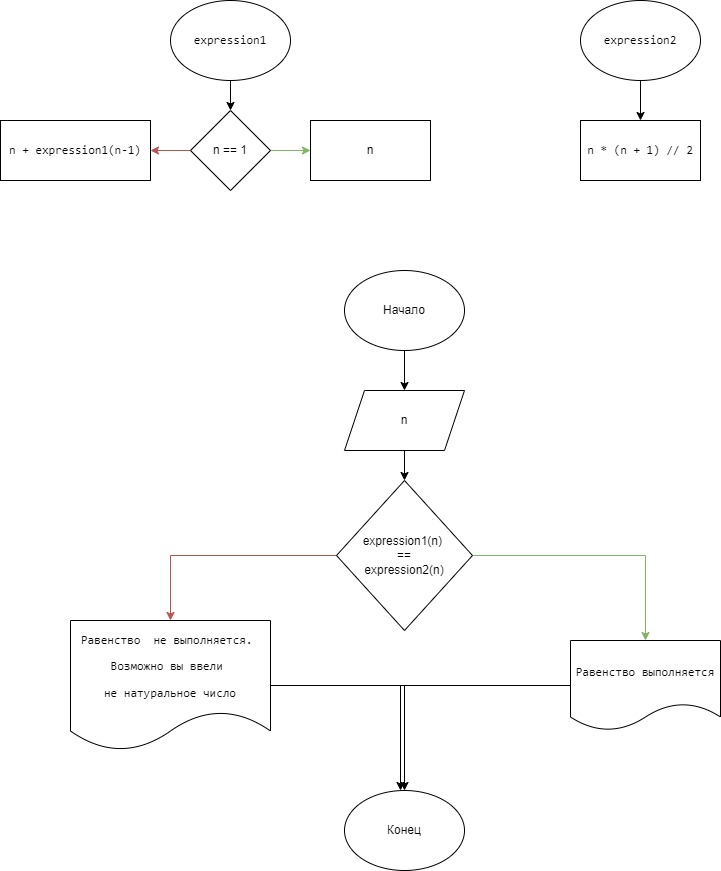 expression1
expression2
n + expression1(n-1)
n == 1
n
n * (n + 1) // 2
Начало
n
expression1(n)
==
expression2(n)
Равенство не выполняется.
Возможно вы ввели
не натуральное число
Равенство выполняется
Конец